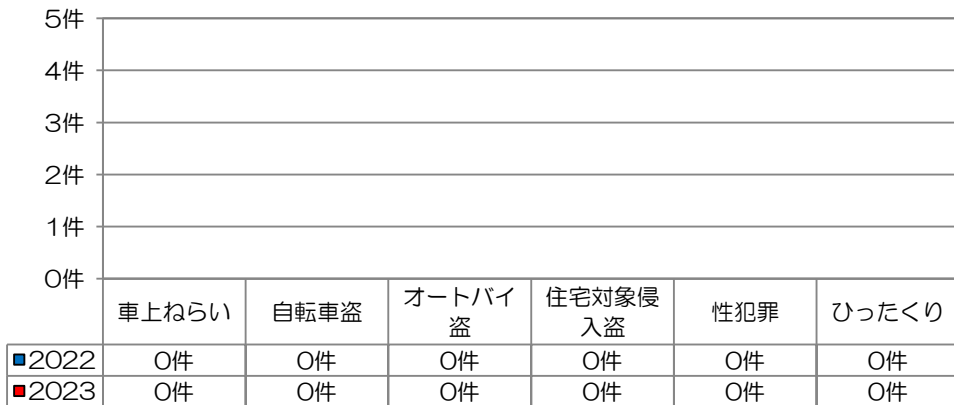 5件
4件
3件
2件
1件
0件
車上ねらい 自転車盗 オートバイ盗 住宅対象侵入盗 性犯罪 ひったくり
2022 0件 0件 0件 0件 0件 0件
2023 0件 0件 0件 0件 0件 0件